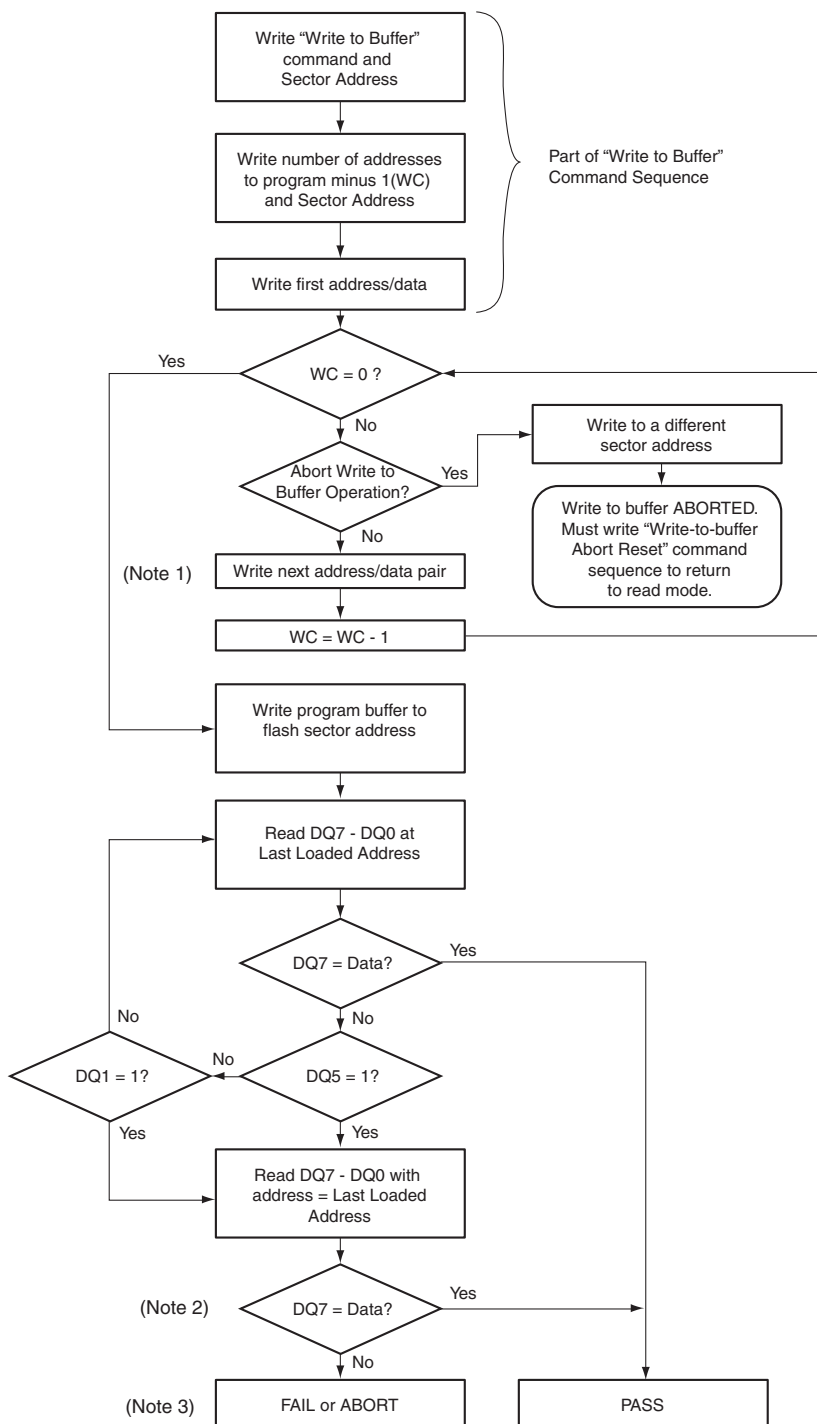 Write “Write to Buffer”
command and
Sector Address
Write number of addresses
to program minus 1(WC)
and Sector Address
Part of “Write to Buffer”
Command Sequence
Write first address/data
Yes
WC = 0 ?
No
Write to a different
sector address
Abort Write to
Buffer Operation?
Yes
No
Write to buffer ABORTED.
Must write “Write-to-buffer
Abort Reset” command
sequence to return
to read mode.
(Note 1)
Write next address/data pair
WC = WC - 1
Write program buffer to
flash sector address
Read DQ7 - DQ0 at
Last Loaded Address
DQ7 = Data?
Yes
No
No
DQ1 = 1?
No
DQ5 = 1?
Yes
Yes
Read DQ7 - DQ0 with
address = Last Loaded
Address
(Note 2)
DQ7 = Data?
Yes
No
(Note 3)
FAIL or ABORT
PASS